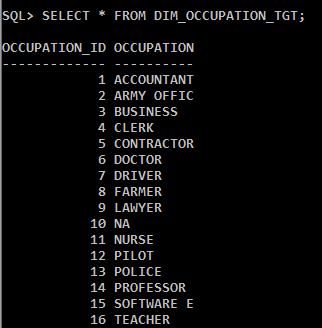 SQL> SELECT * FROM DIM_OCCUPATION_TGT;
OCCUPATION_ID OCCUPATION
------------- ----------
1 ACCOUNTANT
2 ARMY OFFIC
3 BUSINESS
4 CLERK
5 CONTRACTOR
6 DOCTOR
7 DRIVER
8 FARMER
9 LAWYER
10 NA
11 NURSE
12 PILOT
13 POLICE
14 PROFESSOR
15 SOFTWARE E
16 TEACHER